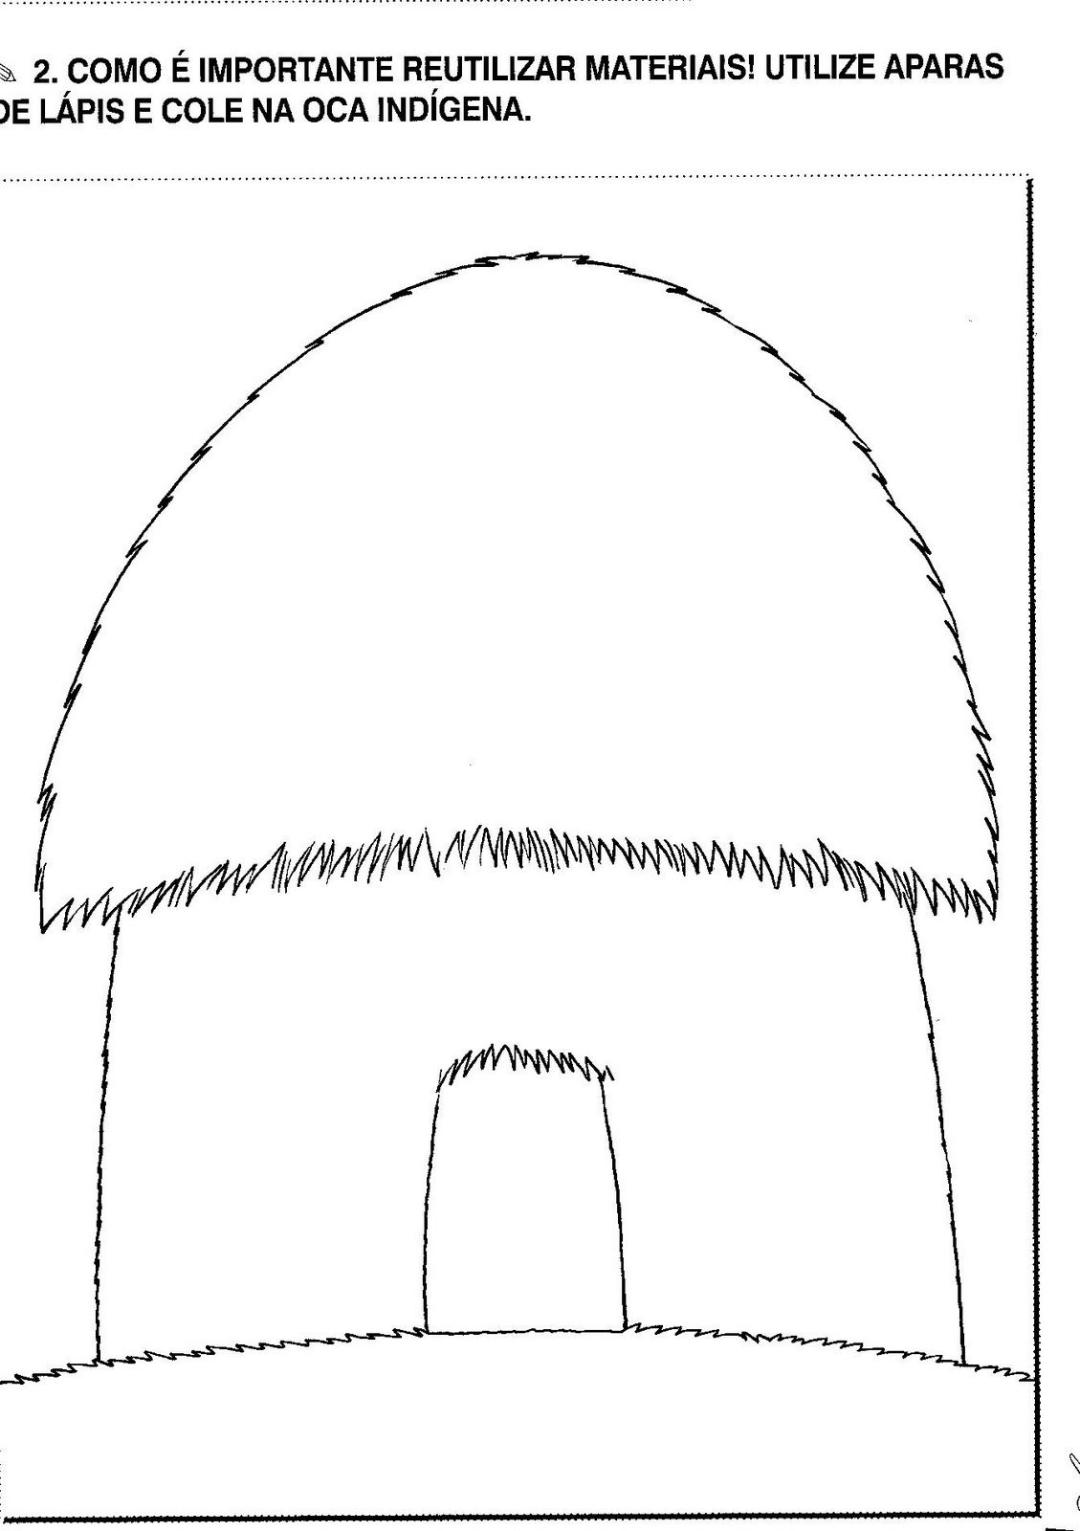 2. COMO É IMPORTANTE REUTILIZAR MATERIAIS! UTILIZE APARAS
DE LÁPIS E COLE NA OCA INDÍGENA.